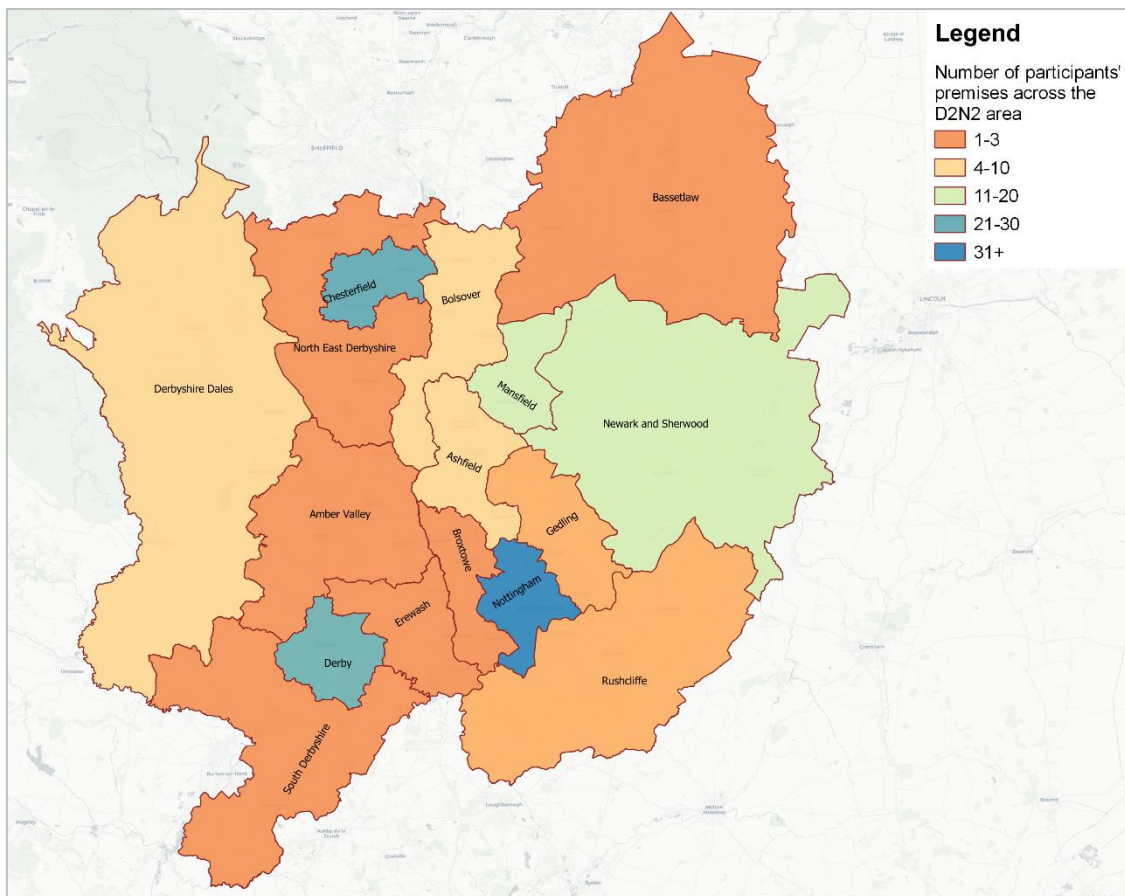 Legend
Number of participants'
premises across the
D2N2 area
1-3
4-10
11-20
21-30
31+
SHEFFIELD
Bassetlaw
Chesterfield
Bolsover
LINCOLN
North East Derbyshire
Derbyshire Dales
Mansfield
Newark and Sherwood
Ashfield
Amber Valley
Gedling
Broxtowe
Nottingham
Erewash
Derby
Rushcliffe
South Derbyshire
Loughborough